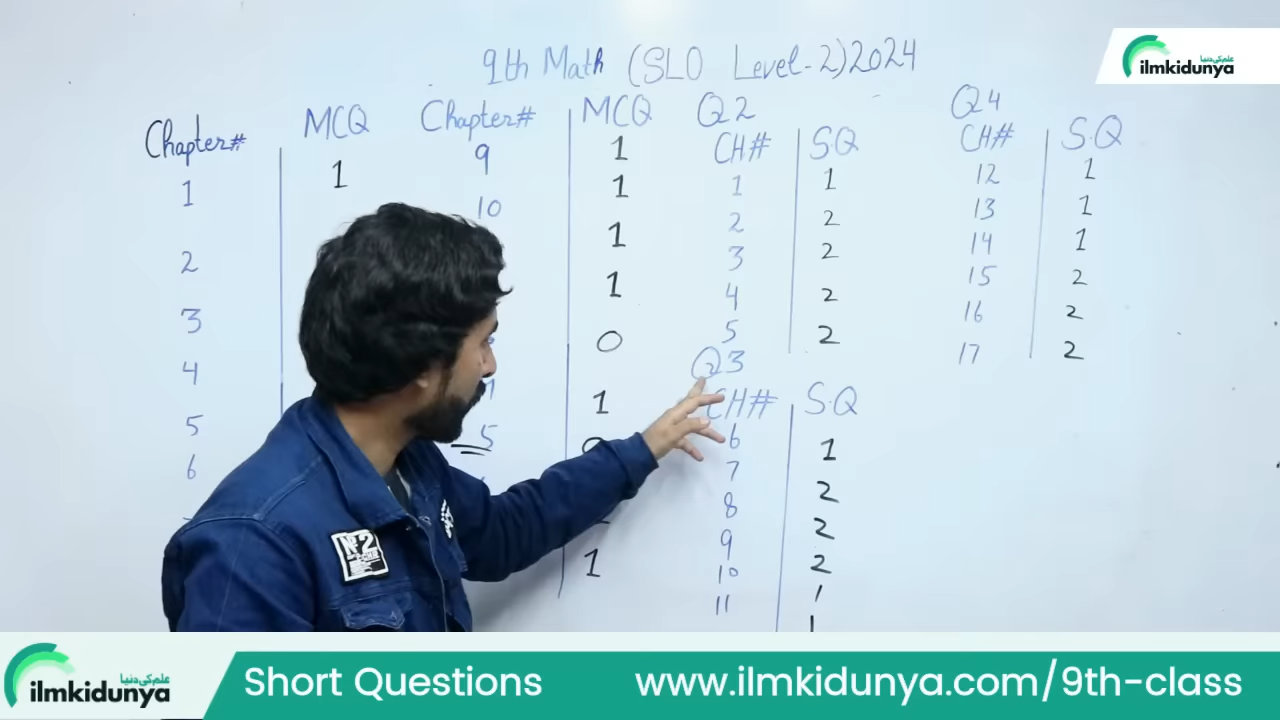 9th Math (SLO Level-2) 2024
علم کی دنیا
ilmkidunya
Chapter# MCQ
1 1
2
3
4
5
6
Chapter# MCQ
9 1
10 1
1
1
0
1
5
1
Q2
CH# S.Q
1 1
2 2
3 2
4 2
5 2
Q3
CH# S.Q
6 1
7 2
8 2
9 2
10 1
11 1
Q4
CH# S.Q
12 1
13 1
14 1
15 2
16 2
17 2
Nº2
علم کی دنیا
ilmkidunya
Short Questions
www.ilmkidunya.com/9th-class